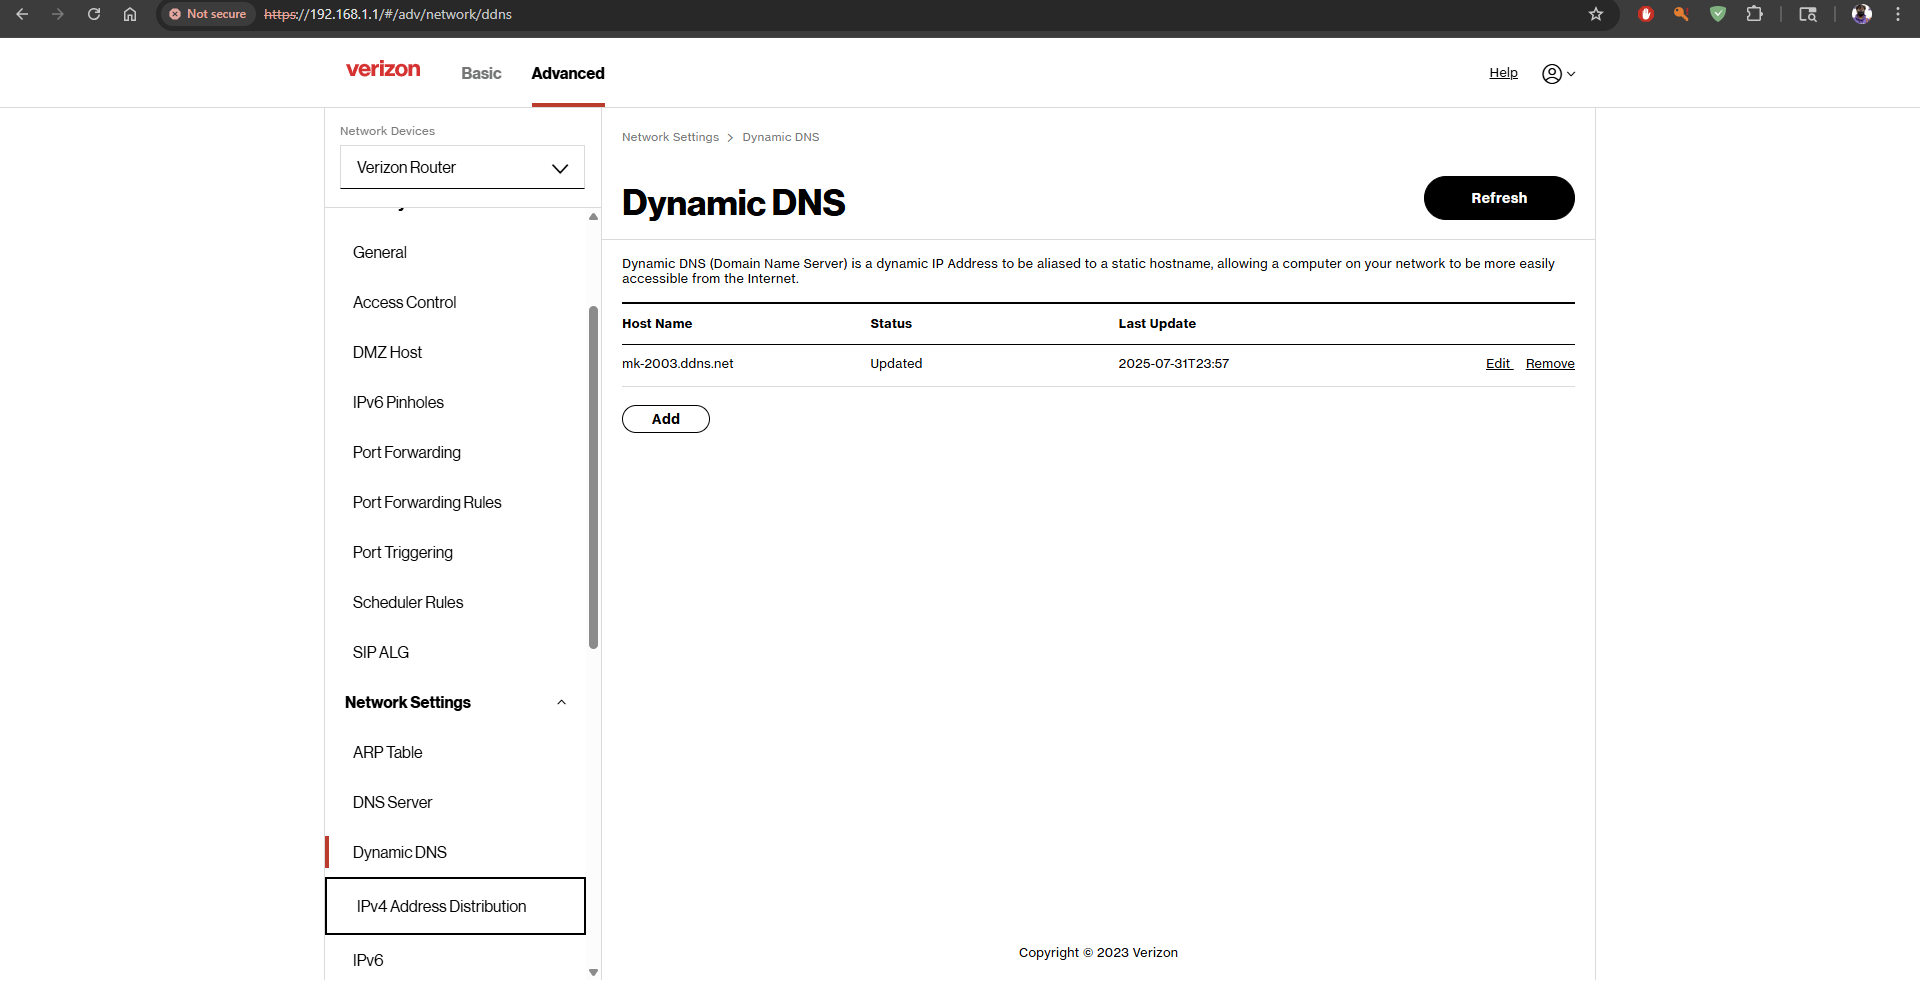 Not secure https://192.168.1.1/#/adv/network/ddns
verizon Basic Advanced Help
Network Devices
Verizon Router
General
Access Control
DMZ Host
IPv6 Pinholes
Port Forwarding
Port Forwarding Rules
Port Triggering
Scheduler Rules
SIP ALG
Network Settings
ARP Table
DNS Server
Dynamic DNS
IPv4 Address Distribution
IPv6
Network Settings > Dynamic DNS
Dynamic DNS
Refresh
Dynamic DNS (Domain Name Server) is a dynamic IP Address to be aliased to a static hostname, allowing a computer on your network to be more easily
accessible from the Internet.
Host Name Status Last Update
mk-2003.ddns.net Updated 2025-07-31T23:57 Edit Remove
Add
Copyright © 2023 Verizon